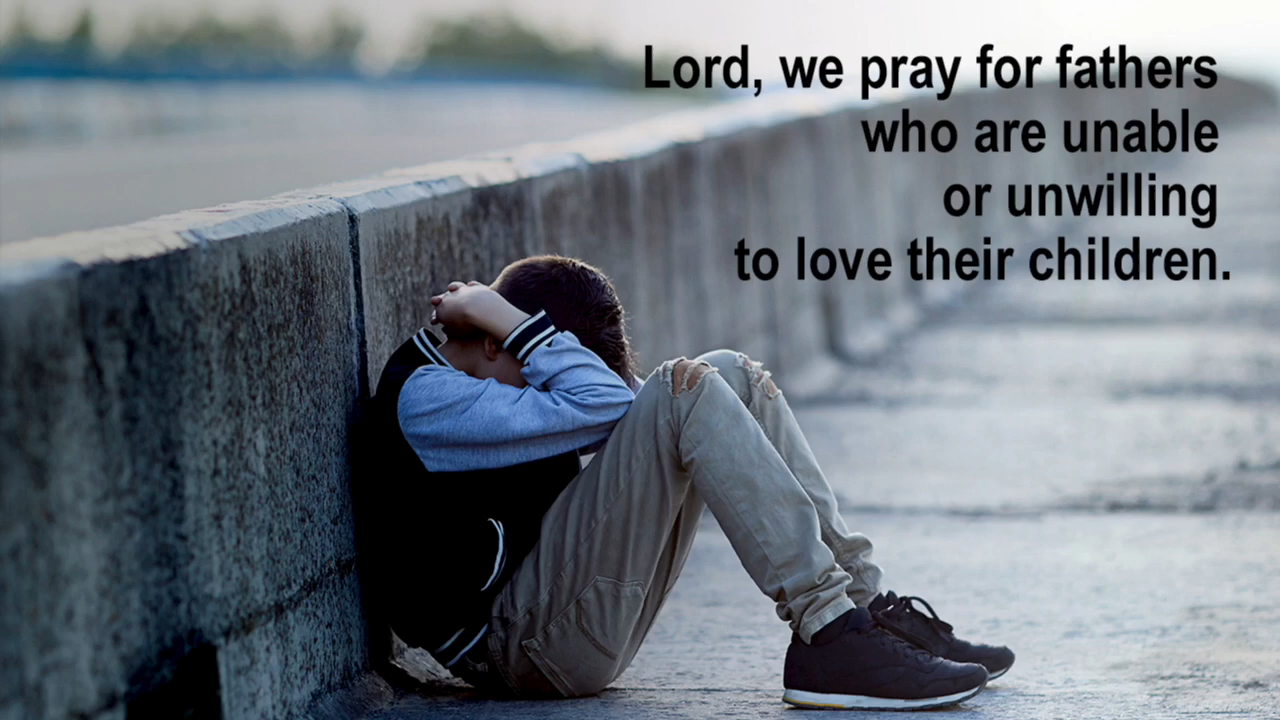 Lord, we pray for fathers
who are unable
or unwilling
to love their children.